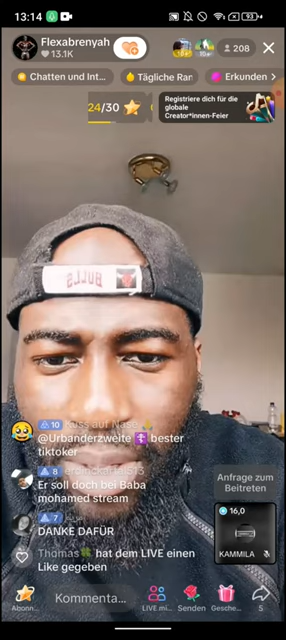 13:14
93
Flexabrenyah
13.1K
10+
208
Chatten und Int...
Tägliche Ran
Erkunden >
24/30
Registriere dich für die
globale
Creator*innen-Feier
BULLS
10 Kuss auf Nase
@Urbanderzweite bester
tiktoker
8
Er soll doch bei Baba
mohamed stream
7
DANKE DAFÜR
Thomas hat dem LIVE einen
Like gegeben
Anfrage zum
Beitreten
16,0
KAMMILA
Abonn...
Kommenta...
LIVE mi...
Senden
Gesche...
5